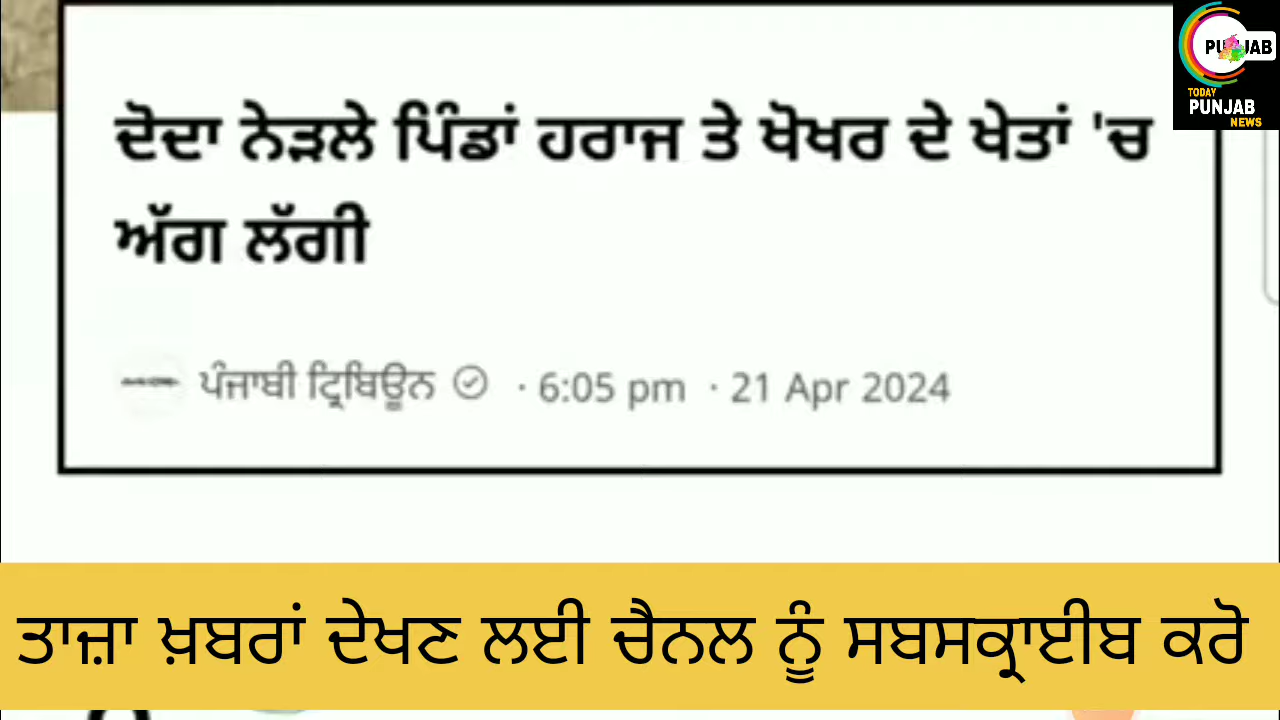 PUNJAB
TODAY
PUNJAB
NEWS
ਦੋਦਾ ਨੇੜਲੇ ਪਿੰਡਾਂ ਹਰਾਜ ਤੇ ਖੋਖਰ ਦੇ ਖੇਤਾਂ 'ਚ
ਅੱਗ ਲੱਗੀ
ਪੰਜਾਬੀ ਟ੍ਰਿਬਿਊਨ · 6:05 pm · 21 Apr 2024
ਤਾਜ਼ਾ ਖ਼ਬਰਾਂ ਦੇਖਣ ਲਈ ਚੈਨਲ ਨੂੰ ਸਬਸਕ੍ਰਾਈਬ ਕਰੋ